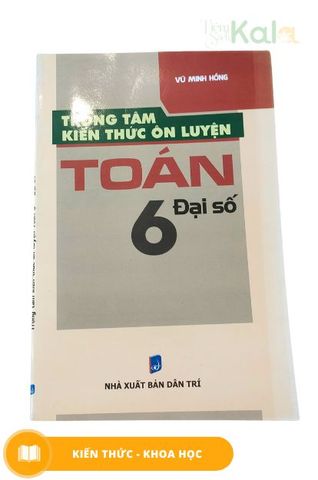 Tiệm Sách
Kala
VŨ MINH HỒNG
TRỌNG TÂM
KIẾN THỨC ÔN LUYỆN
TOÁN
6 Đại số
NHÀ XUẤT BẢN DÂN TRÍ
KIẾN THỨC - KHOA HỌC